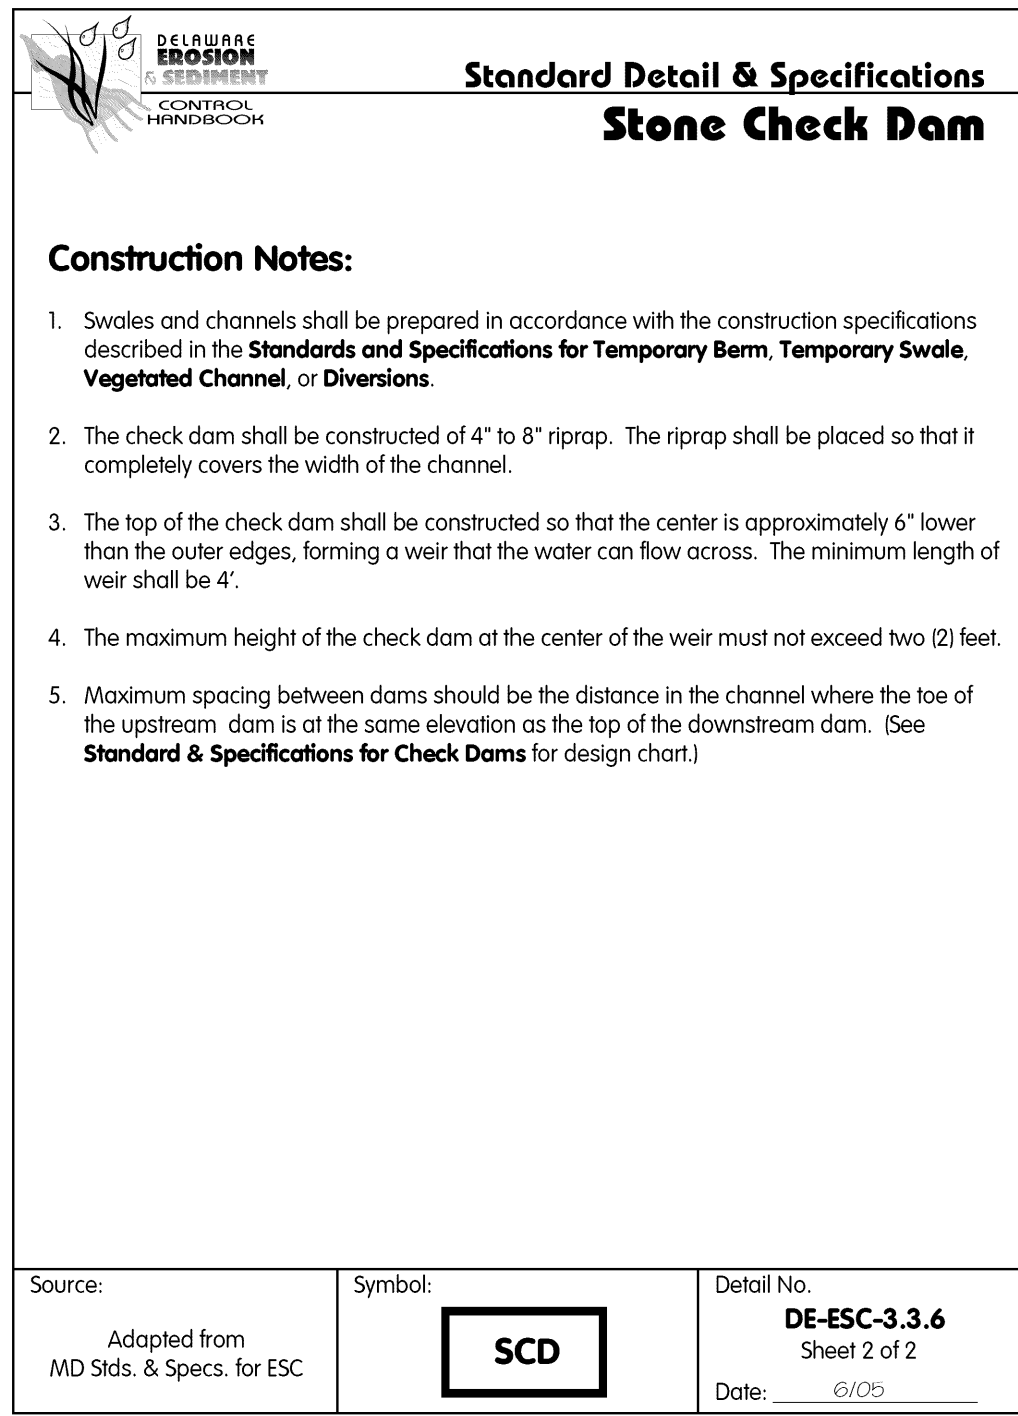 DELAWARE
EROSION
& SEDIMENT
CONTROL
HANDBOOK
Standard Detail & Specifications
Stone Check Dam
Construction Notes:
1. Swales and channels shall be prepared in accordance with the construction specifications
described in the Standards and Specifications for Temporary Berm, Temporary Swale,
Vegetated Channel, or Diversions.
2. The check dam shall be constructed of 4" to 8" riprap. The riprap shall be placed so that it
completely covers the width of the channel.
3. The top of the check dam shall be constructed so that the center is approximately 6" lower
than the outer edges, forming a weir that the water can flow across. The minimum length of
weir shall be 4’.
4. The maximum height of the check dam at the center of the weir must not exceed two (2) feet.
5. Maximum spacing between dams should be the distance in the channel where the toe of
the upstream dam is at the same elevation as the top of the downstream dam. (See
Standard & Specifications for Check Dams for design chart.)
Source:
Adapted from
MD Stds. & Specs. for ESC
Symbol:
SCD
Detail No.
DE-ESC-3.3.6
Sheet 2 of 2
Date: 6/05